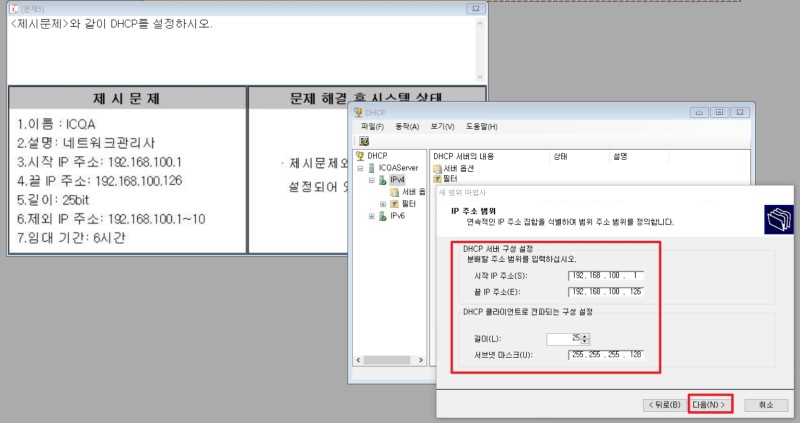 [문제5]
<제시문제>와 같이 DHCP를 설정하시오.
제 시 문 제
문제 해결 후 시스템 상태
1.이름 : ICQA
2.설명: 네트워크관리사
3.시작 IP 주소: 192.168.100.1
4.끝 IP 주소: 192.168.100.126
5.길이: 25bit
6.제외 IP 주소: 192.168.100.1~10
7.임대 기간: 6시간
· 제시문제와
설정되어 있
DHCP
파일(F) 동작(A) 보기(V) 도움말(H)
DHCP
ICQAServer
IPv4
서버 옵
필터
IPv6
DHCP 서버의 내용 상태 설명
서버 옵션
필터
새 범위 마법사
IP 주소 범위
연속적인 IP 주소 집합을 식별하여 범위 주소 범위를 정의합니다.
DHCP 서버 구성 설정
분배할 주소 범위를 입력하십시오.
시작 IP 주소(S): 192 . 168 . 100 . 1
끝 IP 주소(E): 192 . 168 . 100 . 126
DHCP 클라이언트로 전파되는 구성 설정
길이(L): 25
서브넷 마스크(U): 255 . 255 . 255 . 128
< 뒤로(B) 다음(N) > 취소